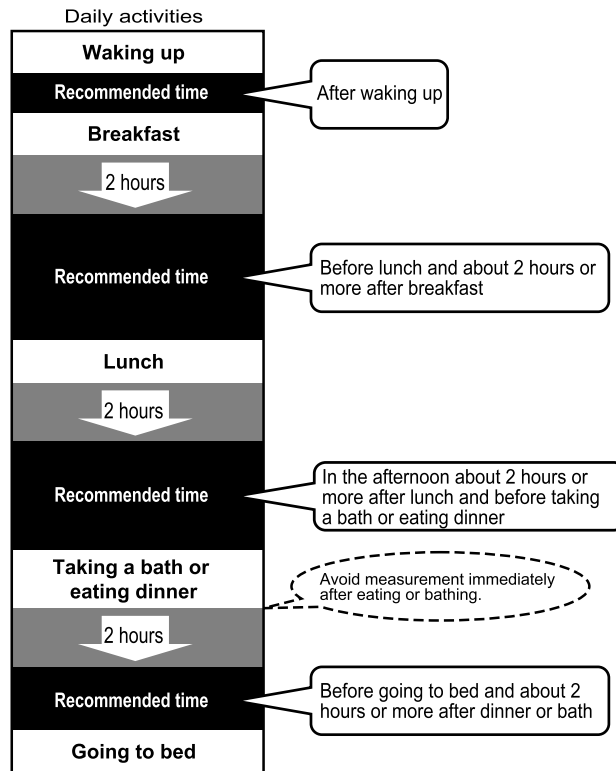 Daily activities
Waking up
Recommended time
After waking up
Breakfast
2 hours
Recommended time
Before lunch and about 2 hours or
more after breakfast
Lunch
2 hours
Recommended time
In the afternoon about 2 hours or
more after lunch and before taking
a bath or eating dinner
Taking a bath or
eating dinner
Avoid measurement immediately
after eating or bathing.
2 hours
Recommended time
Before going to bed and about 2
hours or more after dinner or bath
Going to bed